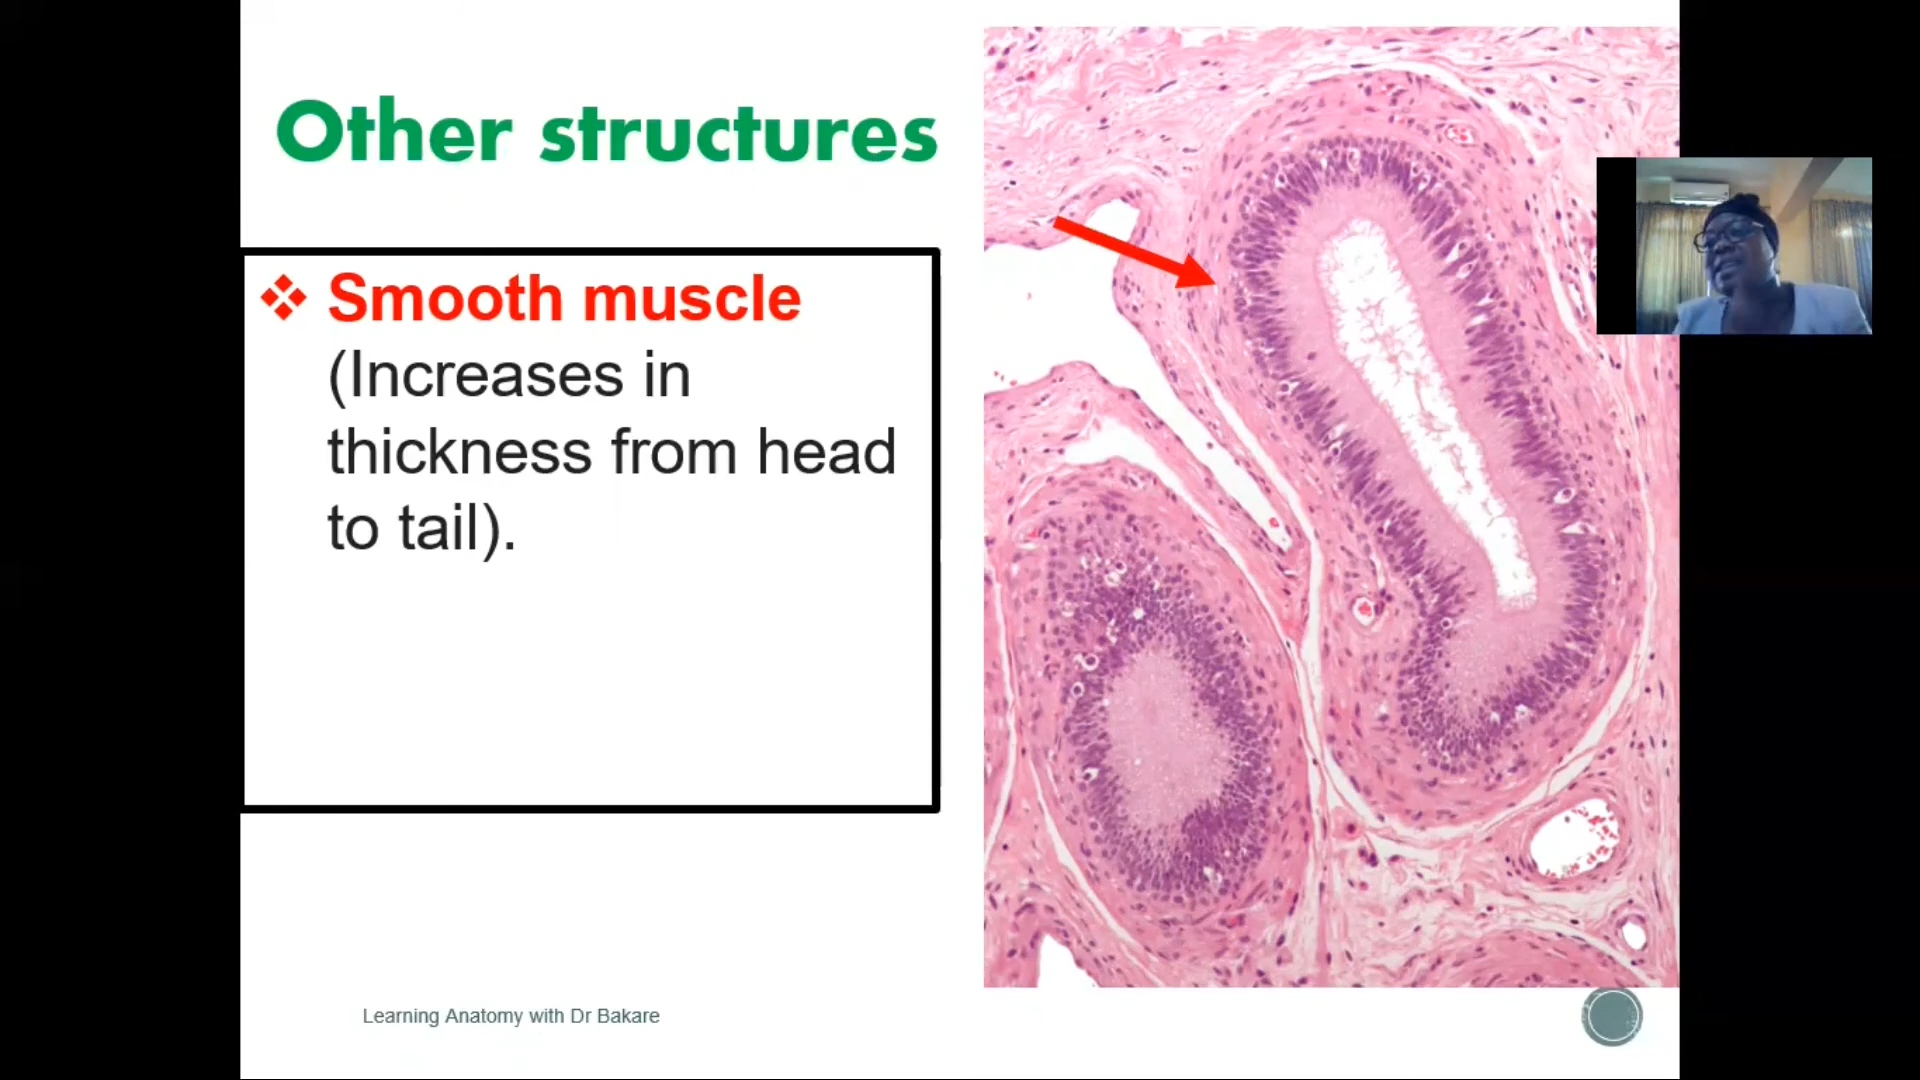 Other structures
❖ Smooth muscle
(Increases in
thickness from head
to tail).
Learning Anatomy with Dr Bakare